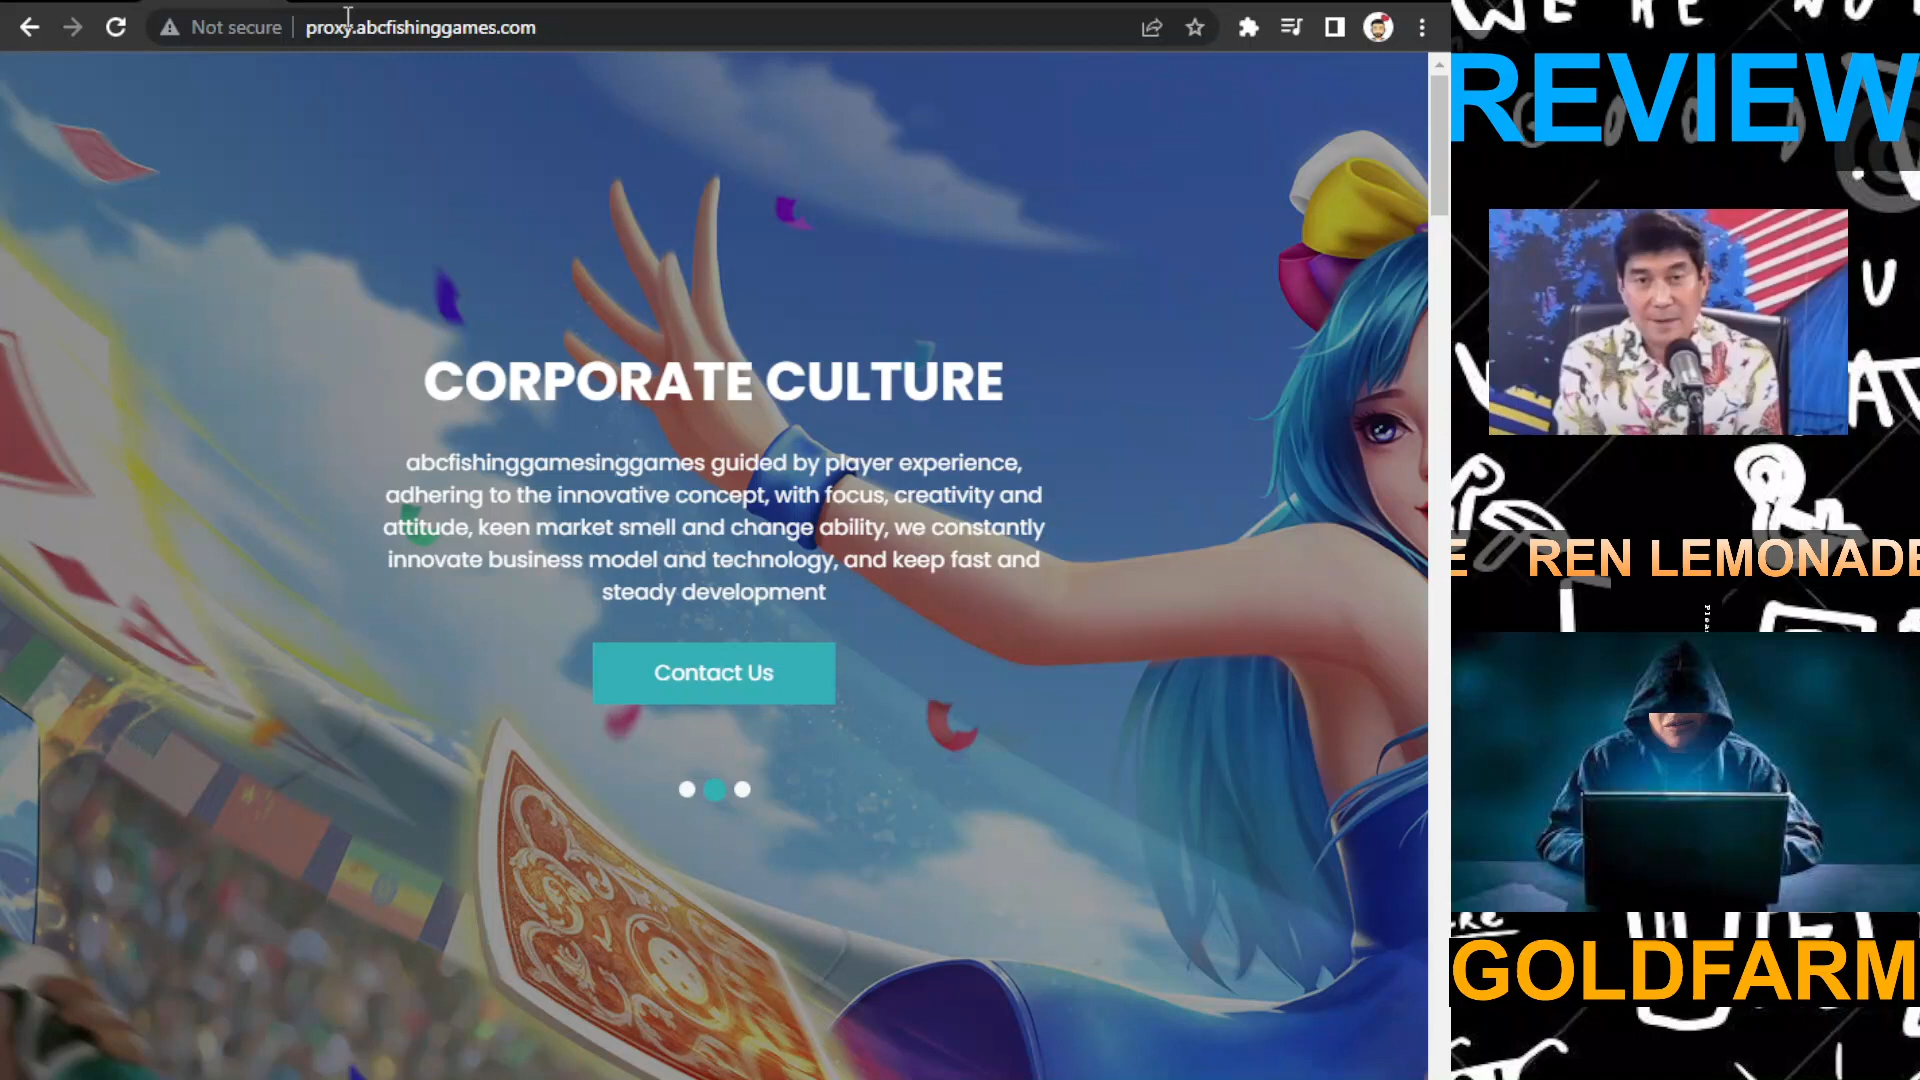 Not secure
proxy.abcfishinggames.com
CORPORATE CULTURE
abcfishinggamesinggames guided by player experience,
adhering to the innovative concept, with focus, creativity and
attitude, keen market smell and change ability, we constantly
innovate business model and technology, and keep fast and
steady development
Contact Us
REVIEW
REN LEMONADE
GOLDFARM